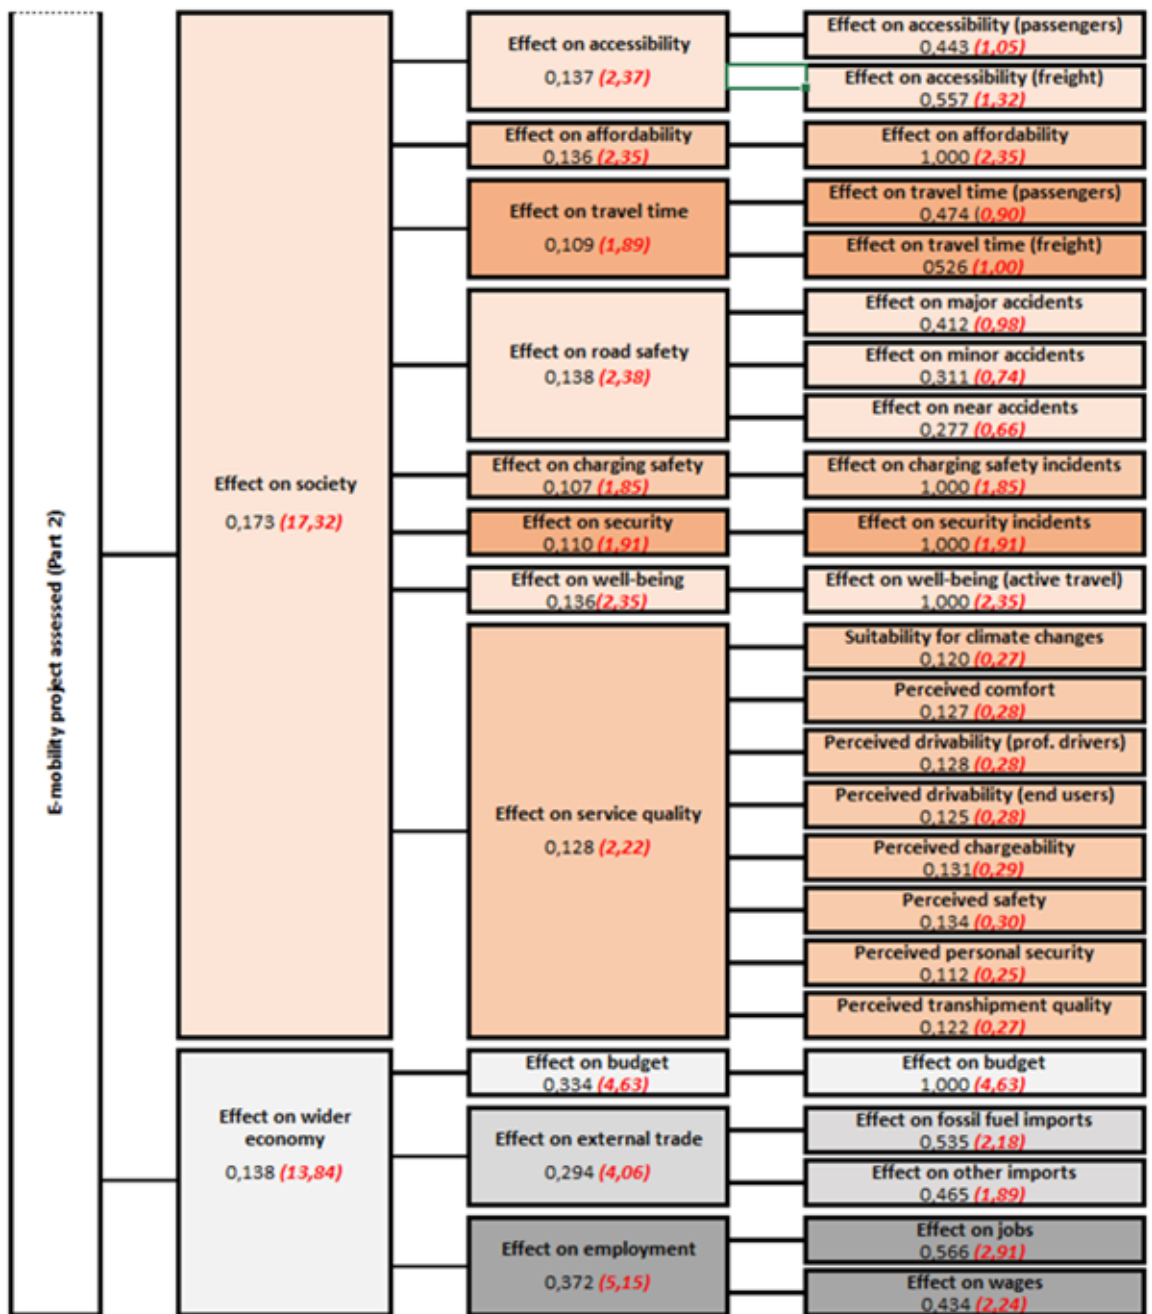 E-mobility project assessed (Part 2)
Effect on society
0,173 (17,32)
Effect on accessibility
0,137 (2,37)
Effect on accessibility (passengers)
0,443 (1,05)
Effect on accessibility (freight)
0,557 (1,32)
Effect on affordability
0,136 (2,35)
Effect on affordability
1,000 (2,35)
Effect on travel time
0,109 (1,89)
Effect on travel time (passengers)
0,474 (0,90)
Effect on travel time (freight)
0526 (1,00)
Effect on road safety
0,138 (2,38)
Effect on major accidents
0,412 (0,98)
Effect on minor accidents
0,311 (0,74)
Effect on near accidents
0,277 (0,66)
Effect on charging safety
0,107 (1,85)
Effect on charging safety incidents
1,000 (1,85)
Effect on security
0,110 (1,91)
Effect on security incidents
1,000 (1,91)
Effect on well-being
0,136(2,35)
Effect on well-being (active travel)
1,000 (2,35)
Effect on service quality
0,128 (2,22)
Suitability for climate changes
0,120 (0,27)
Perceived comfort
0,127 (0,28)
Perceived drivability (prof. drivers)
0,128 (0,28)
Perceived drivability (end users)
0,125 (0,28)
Perceived chargeability
0,131(0,29)
Perceived safety
0,134 (0,30)
Perceived personal security
0,112 (0,25)
Perceived transhipment quality
0,122 (0,27)
Effect on wider
economy
0,138 (13,84)
Effect on budget
0,334 (4,63)
Effect on budget
1,000 (4,63)
Effect on external trade
0,294 (4,06)
Effect on fossil fuel imports
0,535 (2,18)
Effect on other imports
0,465 (1,89)
Effect on employment
0,372 (5,15)
Effect on jobs
0,566 (2,91)
Effect on wages
0,434 (2,24)